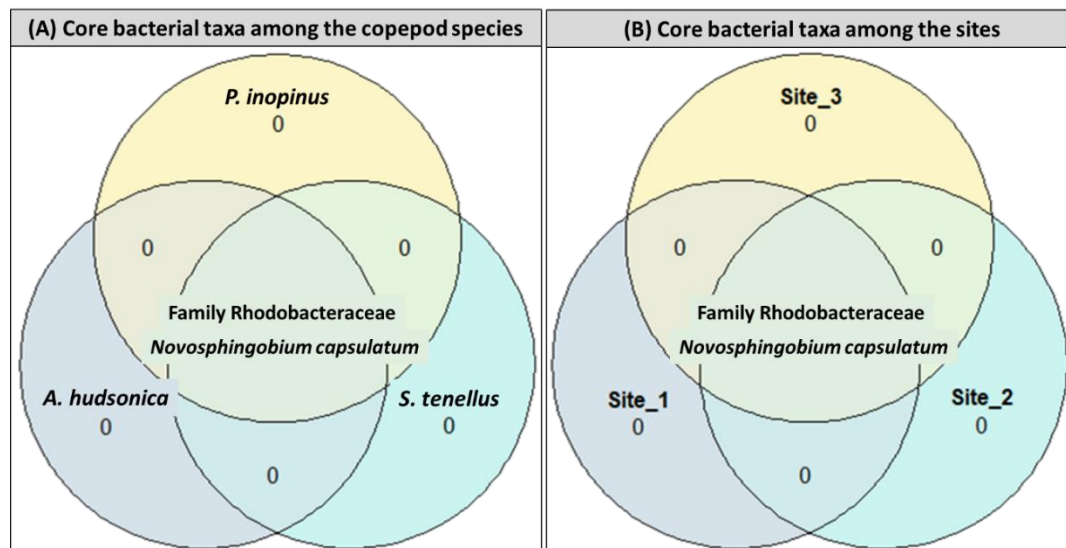 (A) Core bacterial taxa among the copepod species
P. inopinus
0
0
0
Family Rhodobacteraceae
Novosphingobium capsulatum
A. hudsonica
0
S. tenellus
0
0
(B) Core bacterial taxa among the sites
Site_3
0
0
0
Family Rhodobacteraceae
Novosphingobium capsulatum
Site_1
0
Site_2
0
0